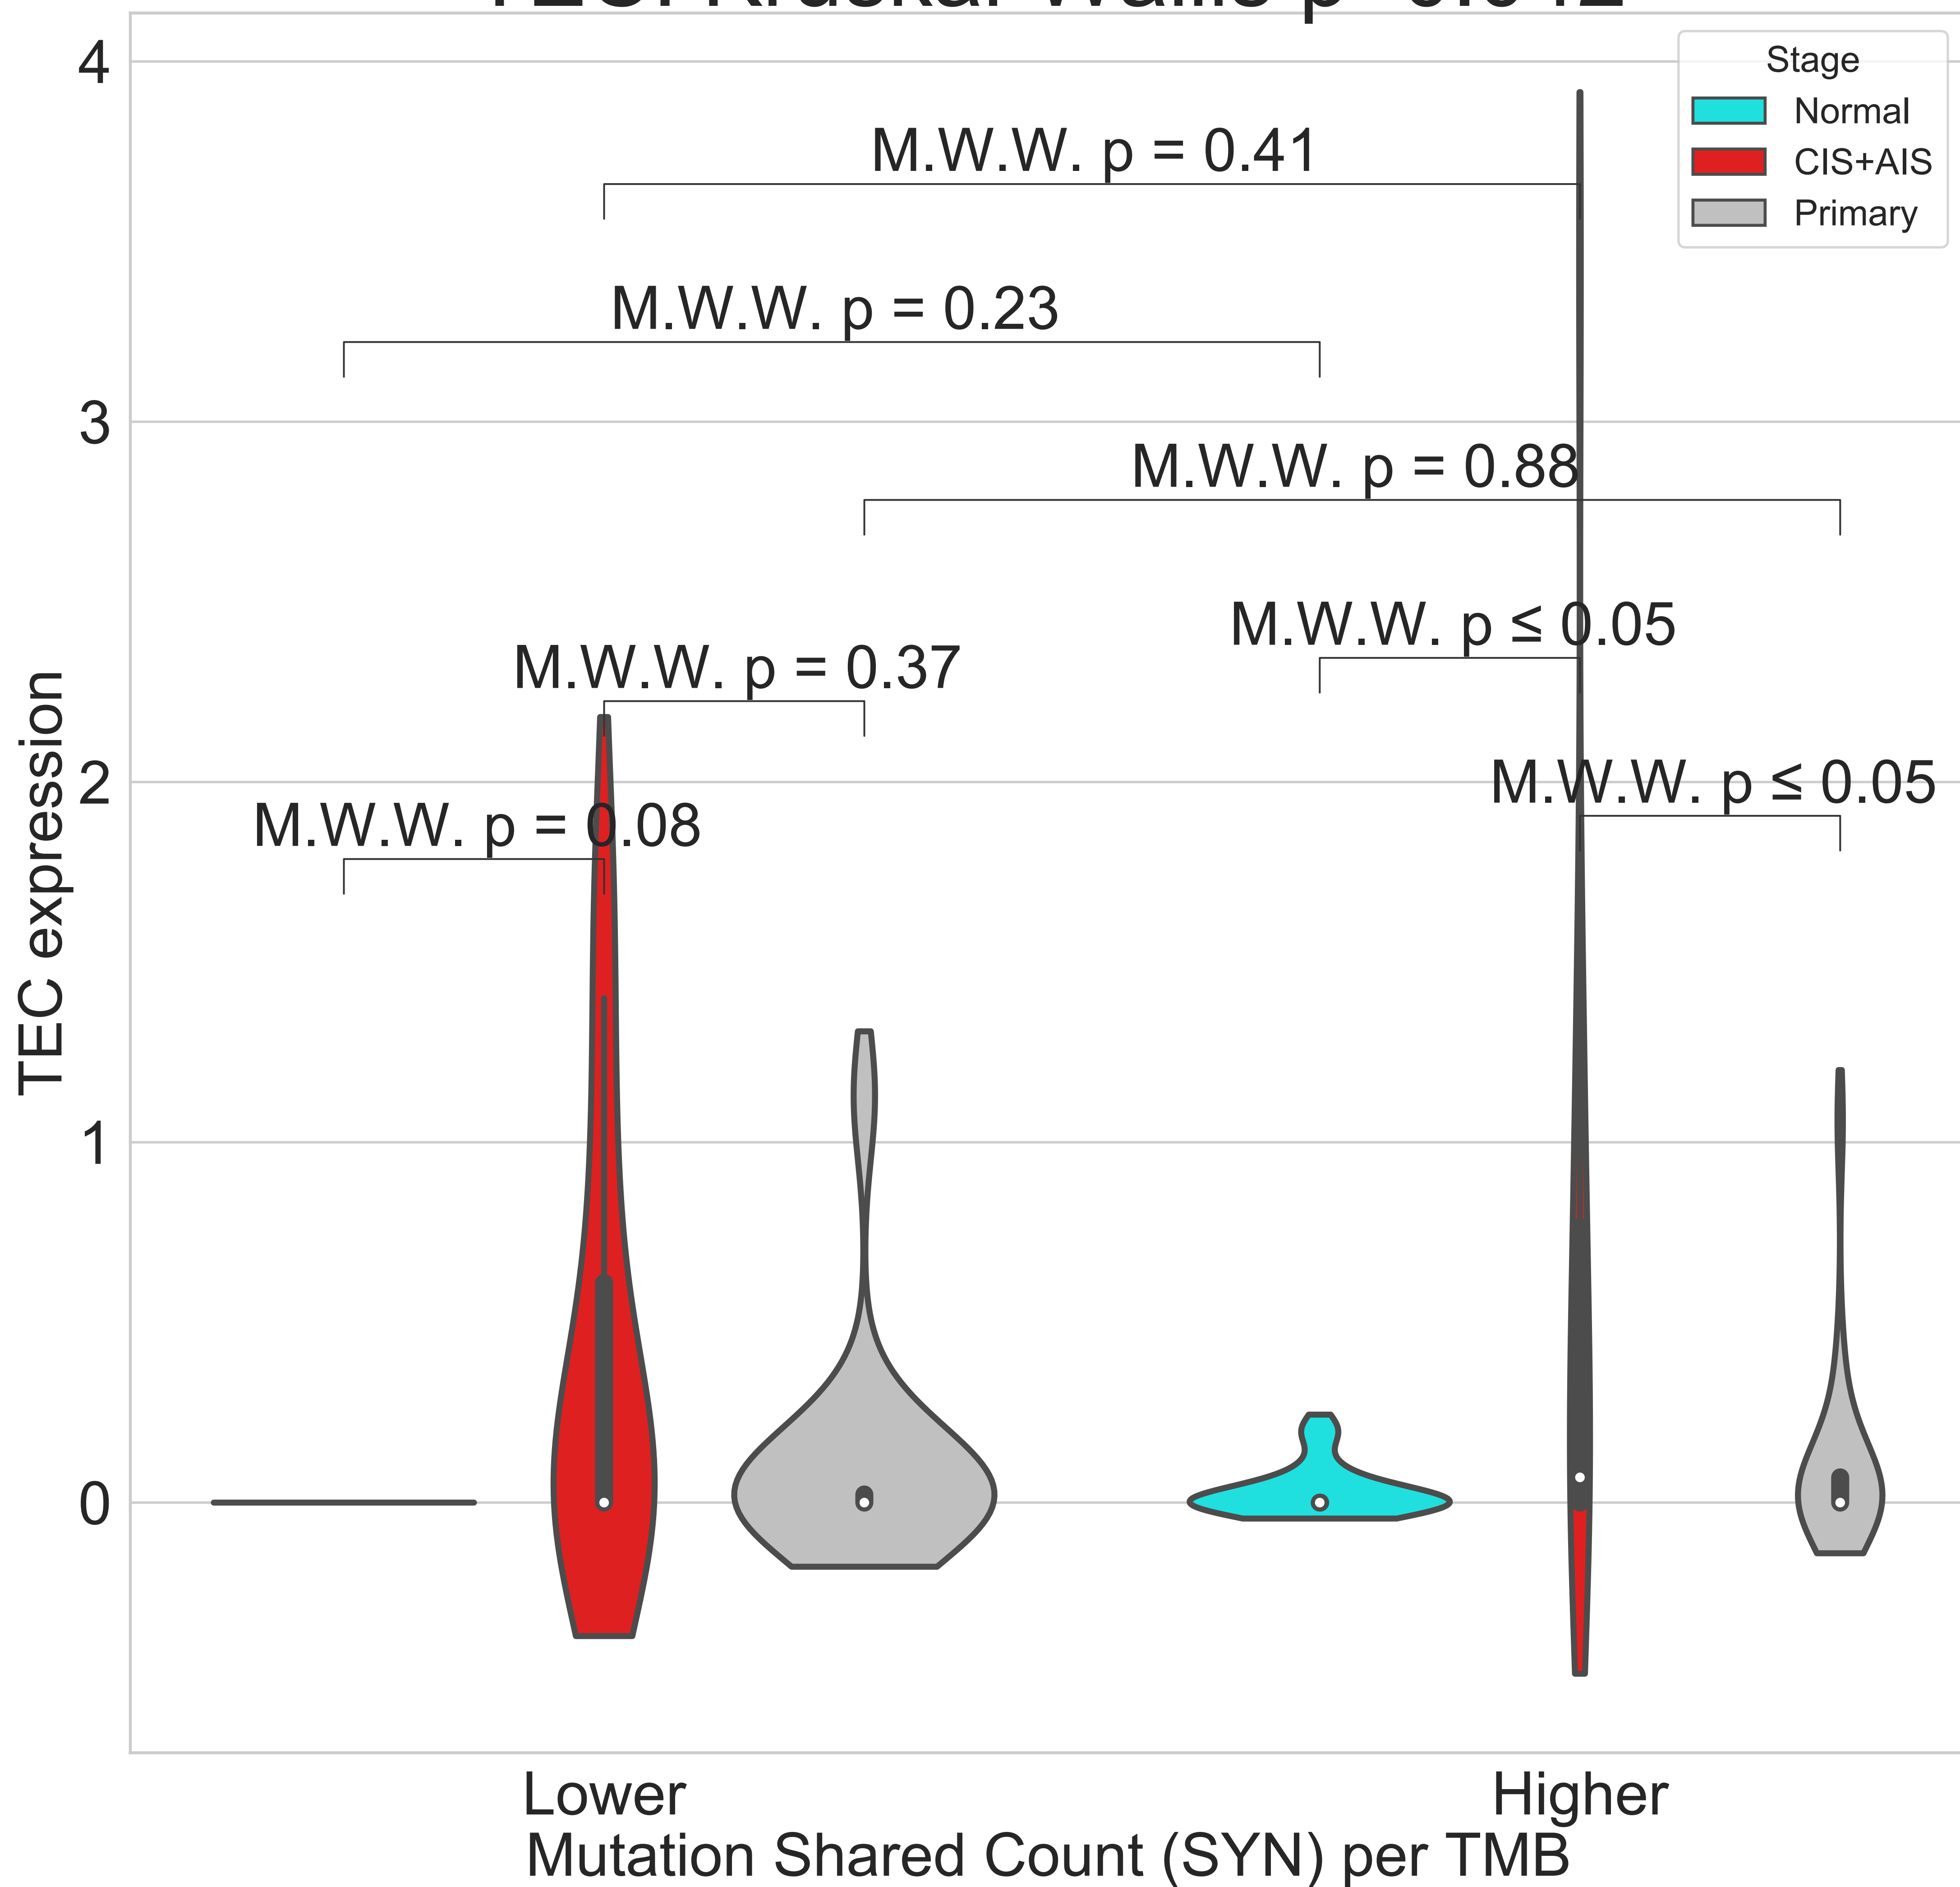 Stage
Normal
CIS+AIS
Primary
4
3
2
1
0
TEC expression
M.W.W. p = 0.41
M.W.W. p = 0.23
M.W.W. p = 0.88
M.W.W. p ≤ 0.05
M.W.W. p = 0.37
M.W.W. p ≤ 0.05
M.W.W. p = 0.08
Lower
Higher
Mutation Shared Count (SYN) per TMB